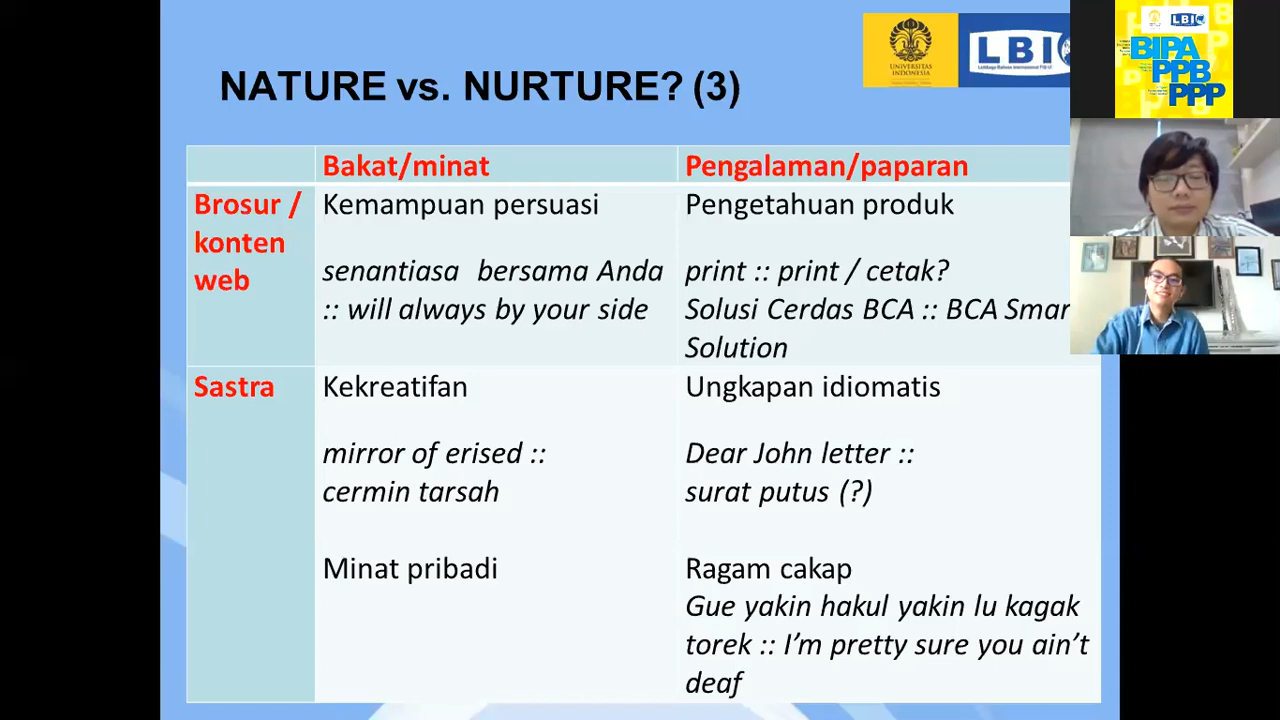 NATURE vs. NURTURE? (3)
UNIVERSITAS
INDONESIA
LBI
BIPA
PPB
PPP
LBI
Bakat/minat
Pengalaman/paparan
Brosur /
konten
web
Kemampuan persuasi
senantiasa bersama Anda
:: will always by your side
Pengetahuan produk
print :: print / cetak?
Solusi Cerdas BCA :: BCA Smar
Solution
Sastra
Kekreatifan
mirror of erised ::
cermin tarsah
Minat pribadi
Ungkapan idiomatis
Dear John letter ::
surat putus (?)
Ragam cakap
Gue yakin hakul yakin lu kagak
torek :: I’m pretty sure you ain’t
deaf